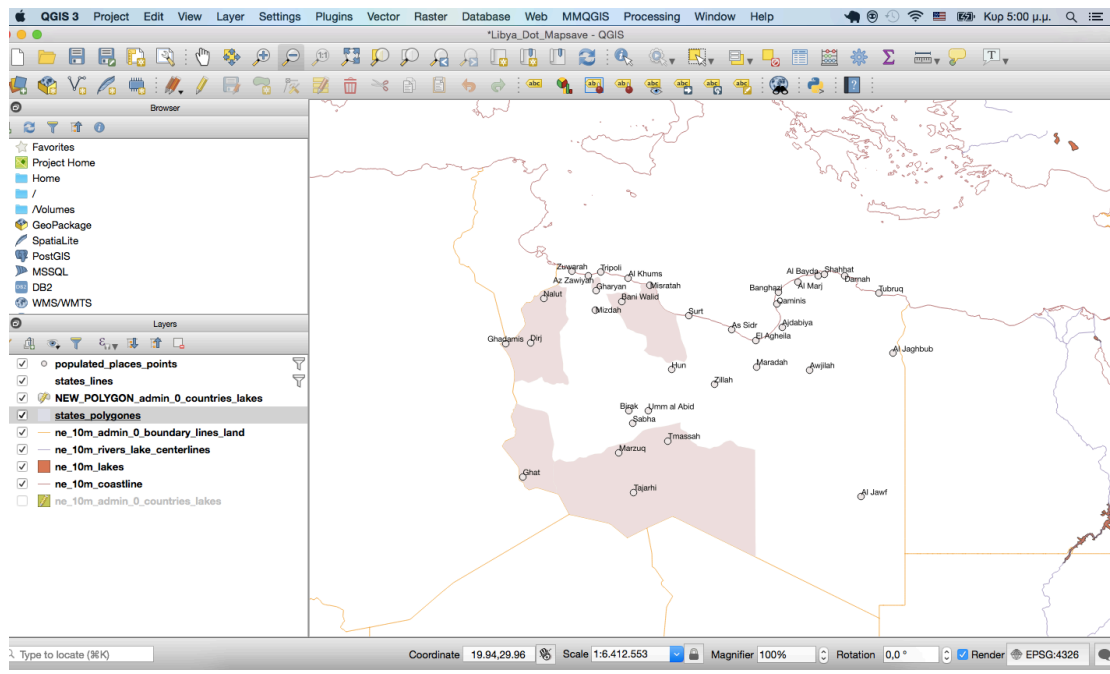 QGIS 3 Project Edit View Layer Settings Plugins Vector Raster Database Web MMQGIS Processing Window Help Κυρ 5:00 μ.μ.
*Libya_Dot_Mapsave - QGIS
Browser
Favorites
Project Home
Home
/
/Volumes
GeoPackage
SpatiaLite
PostGIS
MSSQL
DB2
WMS/WMTS
Layers
populated_places_points
states_lines
NEW_POLYGON_admin_0_countries_lakes
states_polygones
ne_10m_admin_0_boundary_lines_land
ne_10m_rivers_lake_centerlines
ne_10m_lakes
ne_10m_coastline
ne_10m_admin_0_countries_lakes
Zuwarah
Tripoli
Az Zawiyah
Al Khums
Gharyan
Misratah
Nalut
Bani Walid
Mizdah
Surt
Al Bayda
Shahhat
Darnah
Al Marj
Banghazi
Tubruq
Qaminis
As Sidr
Ajdabiya
El Agheila
Ghadamis
Dirj
Al Jaghbub
Hun
Maradah
Awjilah
Zillah
Birak
Umm al Abid
Sabha
Tmassah
Marzuq
Ghat
Tajarhi
Al Jawf
Type to locate (⌘K)
Coordinate 19.94,29.96 Scale 1:6.412.553 Magnifier 100% Rotation 0,0 ° Render EPSG:4326